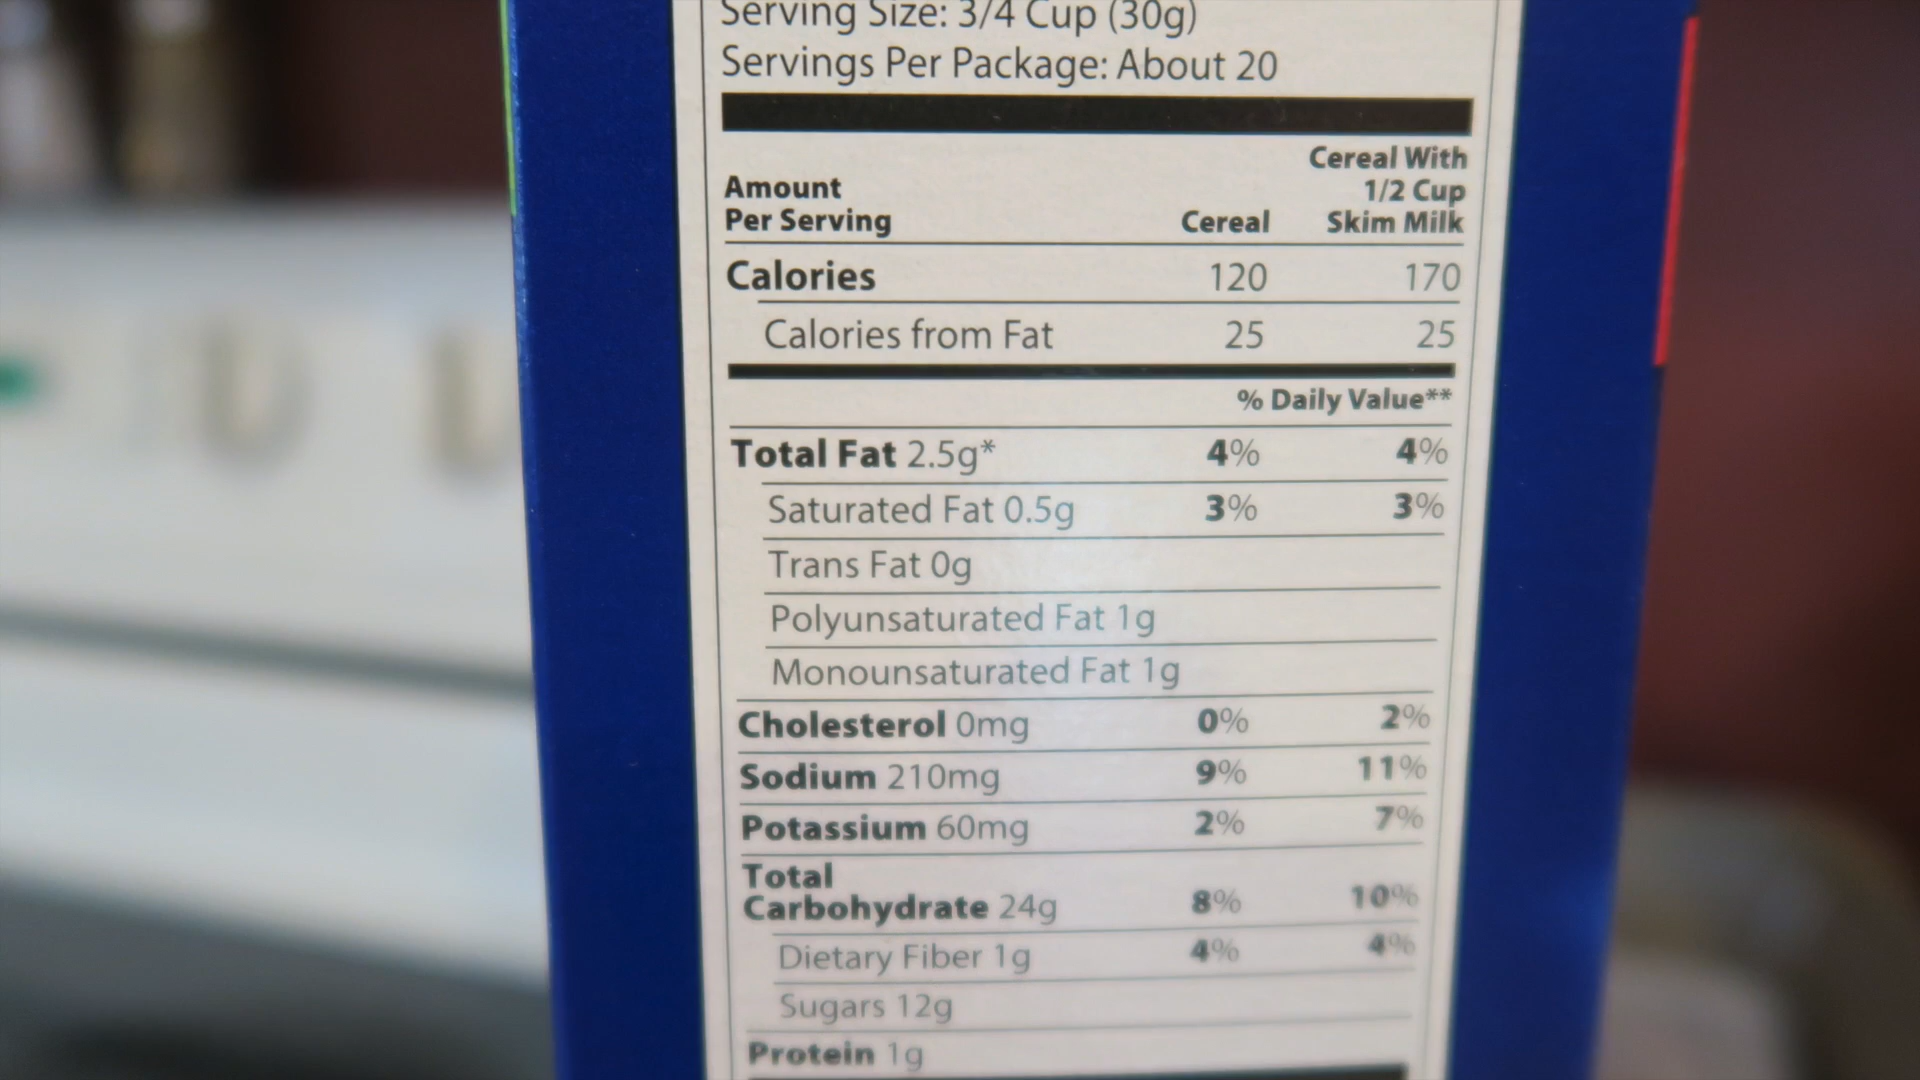 Serving Size: 3/4 Cup (30g)
Servings Per Package: About 20
Cereal With
Amount 1/2 Cup
Per Serving Cereal Skim Milk
Calories 120 170
Calories from Fat 25 25
% Daily Value**
Total Fat 2.5g* 4% 4%
Saturated Fat 0.5g 3% 3%
Trans Fat 0g
Polyunsaturated Fat 1g
Monounsaturated Fat 1g
Cholesterol 0mg 0% 2%
Sodium 210mg 9% 11%
Potassium 60mg 2% 7%
Total
Carbohydrate 24g 8% 10%
Dietary Fiber 1g 4% 4%
Sugars 12g
Protein 1g